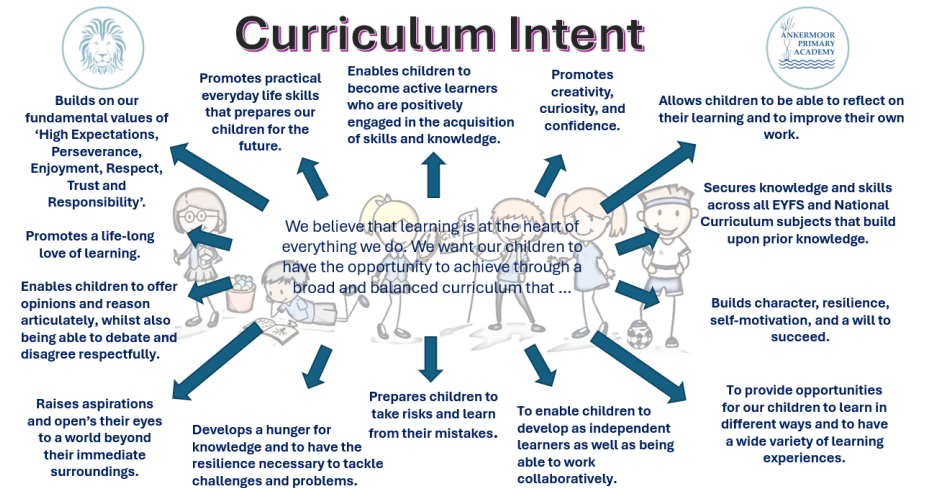 Curriculum Intent
ANKERMOOR
PRIMARY
ACADEMY
Builds on our
fundamental values of
‘High Expectations,
Perseverance,
Enjoyment, Respect,
Trust and
Responsibility’.
Promotes practical
everyday life skills
that prepares our
children for the
future.
Enables children to
become active learners
who are positively
engaged in the acquisition
of skills and knowledge.
Promotes
creativity,
curiosity, and
confidence.
Allows children to be able to reflect on
their learning and to improve their own
work.
Secures knowledge and skills
across all EYFS and National
Curriculum subjects that build
upon prior knowledge.
Promotes a life-long
love of learning.
We believe that learning is at the heart of
everything we do. We want our children to
have the opportunity to achieve through a
broad and balanced curriculum that ...
Enables children to offer
opinions and reason
articulately, whilst also
being able to debate and
disagree respectfully.
Builds character, resilience,
self-motivation, and a will to
succeed.
Raises aspirations
and open’s their eyes
to a world beyond
their immediate
surroundings.
Develops a hunger for
knowledge and to have the
resilience necessary to tackle
challenges and problems.
Prepares children to
take risks and learn
from their mistakes.
To enable children to
develop as independent
learners as well as being
able to work
collaboratively.
To provide opportunities
for our children to learn in
different ways and to have
a wide variety of learning
experiences.